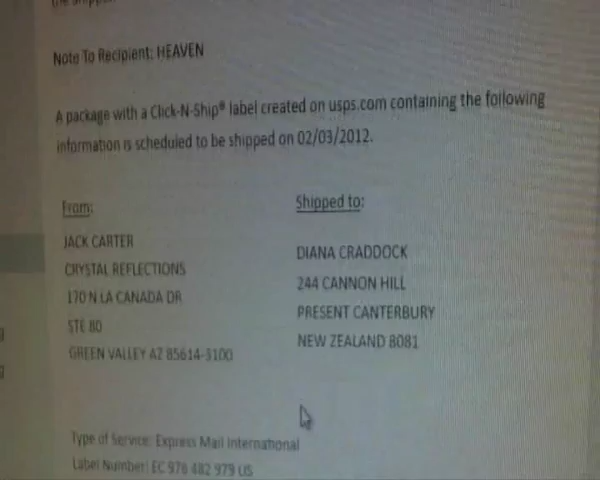 the shipper
Note To Recipient: HEAVEN
A package with a Click-N-Ship® label created on usps.com containing the following
information is scheduled to be shipped on 02/03/2012.
From:
JACK CARTER
CRYSTAL REFLECTIONS
170 N LA CANADA DR
STE 80
GREEN VALLEY AZ 85614-3100
Shipped to:
DIANA CRADDOCK
244 CANNON HILL
PRESENT CANTERBURY
NEW ZEALAND 8081
Type of Service: Express Mail International
Label Number: EC 976 482 979 US